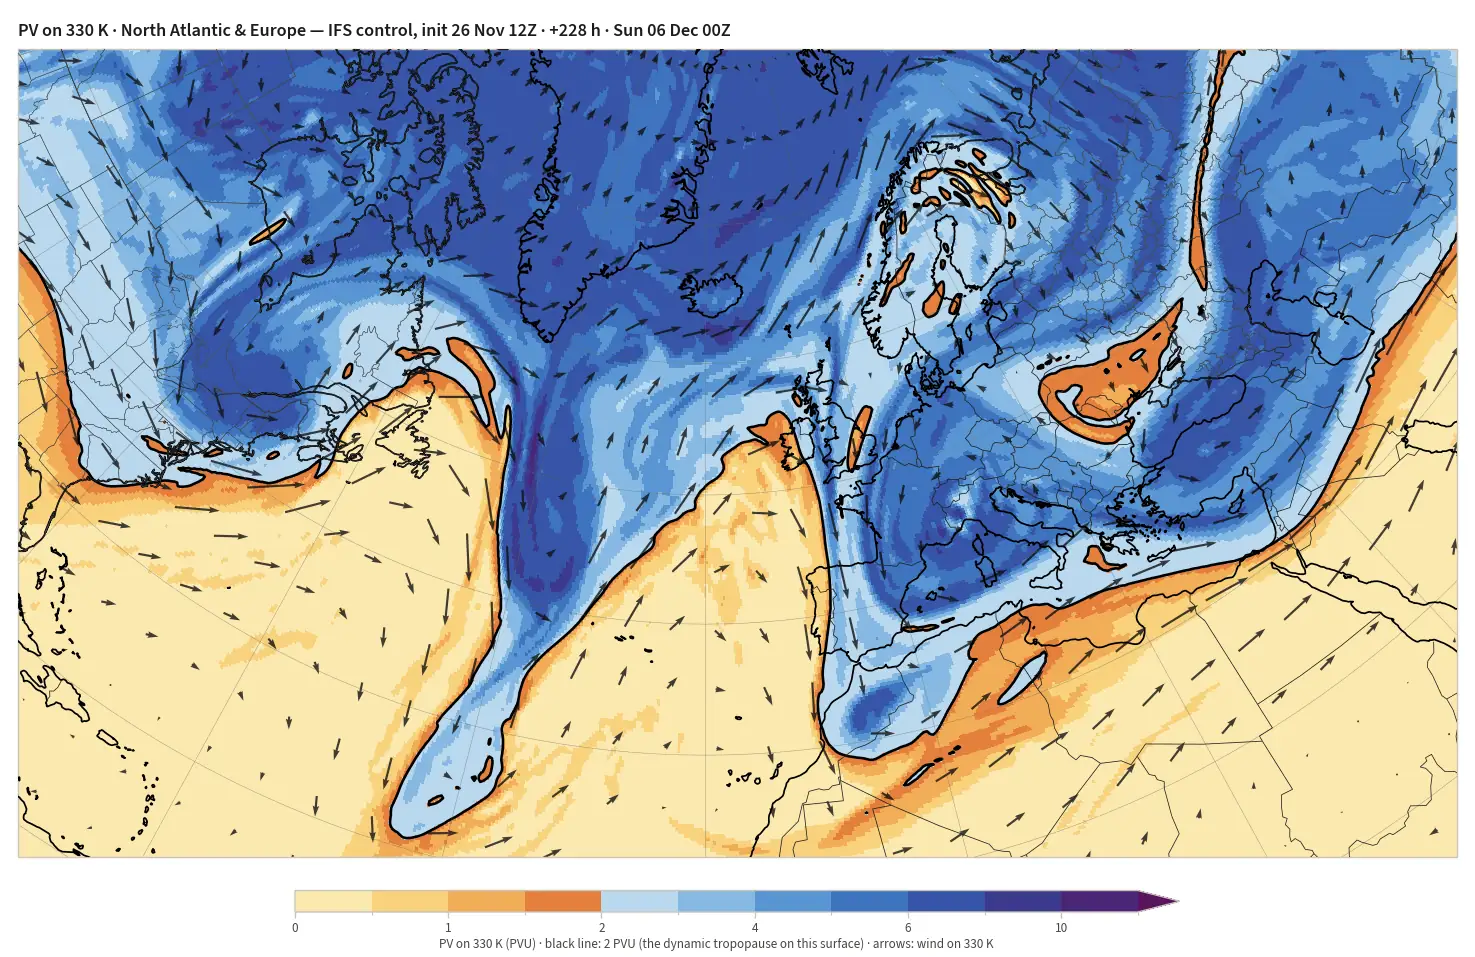 PV on 330 K · North Atlantic & Europe — IFS control, init 26 Nov 12Z · +228 h · Sun 06 Dec 00Z
0 1 2 4 6 10
PV on 330 K (PVU) · black line: 2 PVU (the dynamic tropopause on this surface) · arrows: wind on 330 K